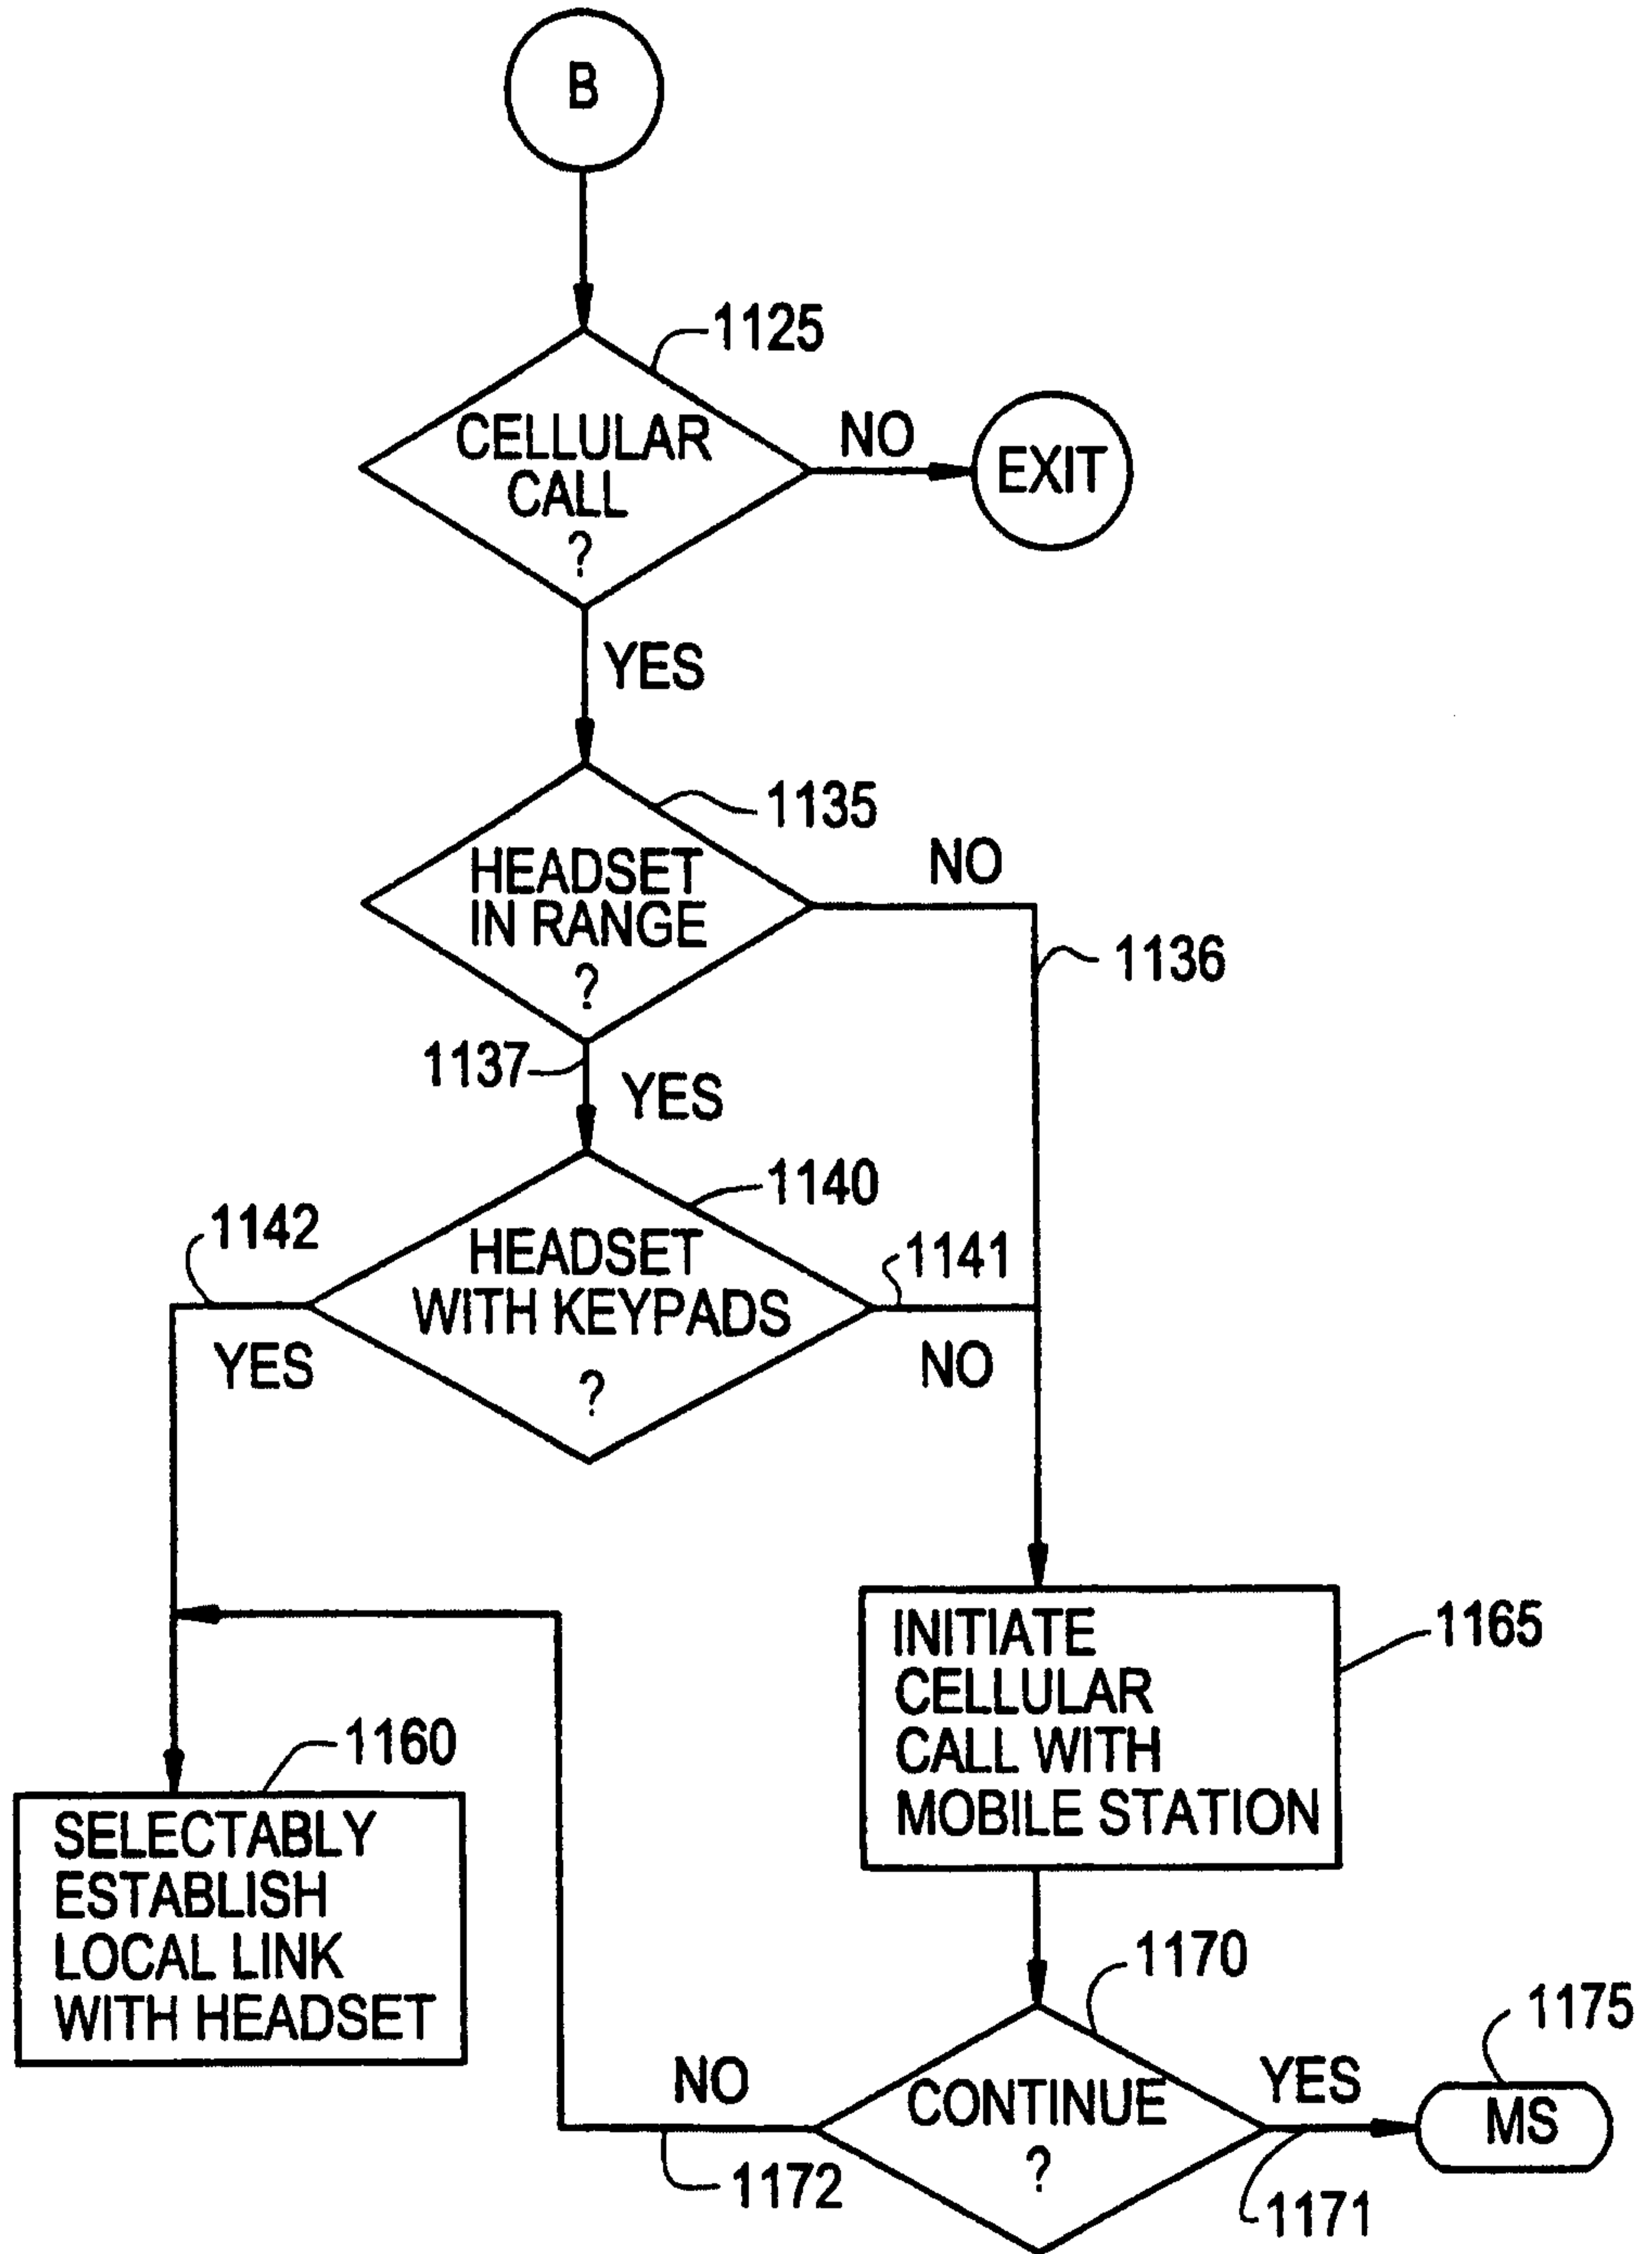 B
1125
CELLULAR
CALL
?
NO
EXIT
YES
1135
HEADSET
IN RANGE
?
NO
1136
1137
YES
1140
1142
HEADSET
WITH KEYPADS
?
1141
YES
NO
INITIATE
CELLULAR
CALL WITH
MOBILE STATION
1165
1160
SELECTABLY
ESTABLISH
LOCAL LINK
WITH HEADSET
1170
CONTINUE
?
NO
1172
YES
1171
1175
MS